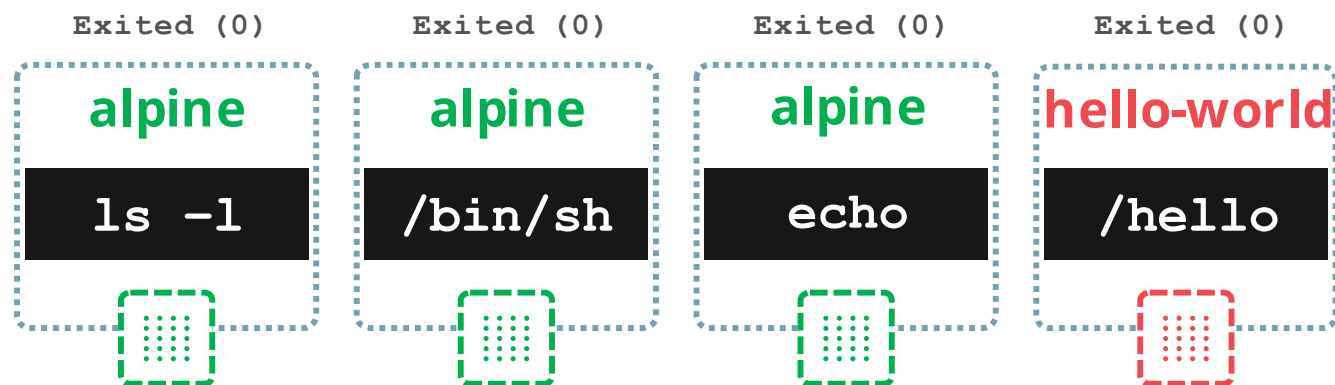 Exited (0) Exited (0) Exited (0) Exited (0)
alpine alpine alpine hello-world
ls -l /bin/sh echo /hello